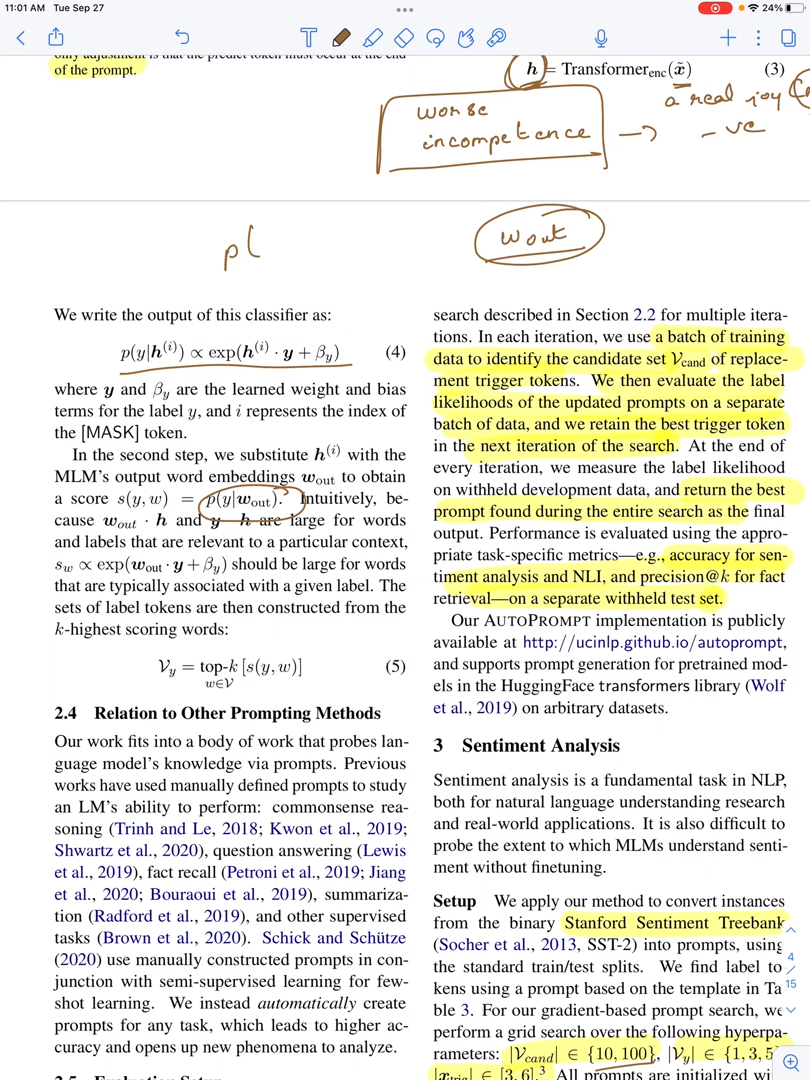 11:01 AM Tue Sep 27
24%
only adjustment is that the predict token must occur at the end
of the prompt.
h = Transformer_enc(x̃) (3)
a real joy
worse
incompetence → -ve
p(
wout
We write the output of this classifier as:
p(y|h^(i)) ∝ exp(h^(i) · y + β_y) (4)
where y and β_y are the learned weight and bias
terms for the label y, and i represents the index of
the [MASK] token.
In the second step, we substitute h^(i) with the
MLM's output word embeddings w_out to obtain
a score s(y, w) = p(y|w_out). Intuitively, be-
cause w_out · h and y · h are large for words
and labels that are relevant to a particular context,
s_w ∝ exp(w_out · y + β_y) should be large for words
that are typically associated with a given label. The
sets of label tokens are then constructed from the
k-highest scoring words:
V_y = top-k [s(y, w)] (5)
w∈V
2.4 Relation to Other Prompting Methods
Our work fits into a body of work that probes lan-
guage model's knowledge via prompts. Previous
works have used manually defined prompts to study
an LM's ability to perform: commonsense rea-
soning (Trinh and Le, 2018; Kwon et al., 2019;
Shwartz et al., 2020), question answering (Lewis
et al., 2019), fact recall (Petroni et al., 2019; Jiang
et al., 2020; Bouraoui et al., 2019), summariza-
tion (Radford et al., 2019), and other supervised
tasks (Brown et al., 2020). Schick and Schütze
(2020) use manually constructed prompts in con-
junction with semi-supervised learning for few-
shot learning. We instead automatically create
prompts for any task, which leads to higher ac-
curacy and opens up new phenomena to analyze.
search described in Section 2.2 for multiple itera-
tions. In each iteration, we use a batch of training
data to identify the candidate set V_cand of replace-
ment trigger tokens. We then evaluate the label
likelihoods of the updated prompts on a separate
batch of data, and we retain the best trigger token
in the next iteration of the search. At the end of
every iteration, we measure the label likelihood
on withheld development data, and return the best
prompt found during the entire search as the final
output. Performance is evaluated using the appro-
priate task-specific metrics—e.g., accuracy for sen-
timent analysis and NLI, and precision@k for fact
retrieval—on a separate withheld test set.
Our AUTOPROMPT implementation is publicly
available at http://ucinlp.github.io/autoprompt,
and supports prompt generation for pretrained mod-
els in the HuggingFace transformers library (Wolf
et al., 2019) on arbitrary datasets.
3 Sentiment Analysis
Sentiment analysis is a fundamental task in NLP,
both for natural language understanding research
and real-world applications. It is also difficult to
probe the extent to which MLMs understand senti-
ment without finetuning.
Setup We apply our method to convert instances
from the binary Stanford Sentiment Treebank
(Socher et al., 2013, SST-2) into prompts, using
the standard train/test splits. We find label to
kens using a prompt based on the template in Ta
ble 3. For our gradient-based prompt search, we
perform a grid search over the following hyperpa-
rameters: |V_cand| ∈ {10, 100}, |V_y| ∈ {1, 3, 5
|x_trig| ∈ [3, 6].³ All prompts are initialized wi
4
15